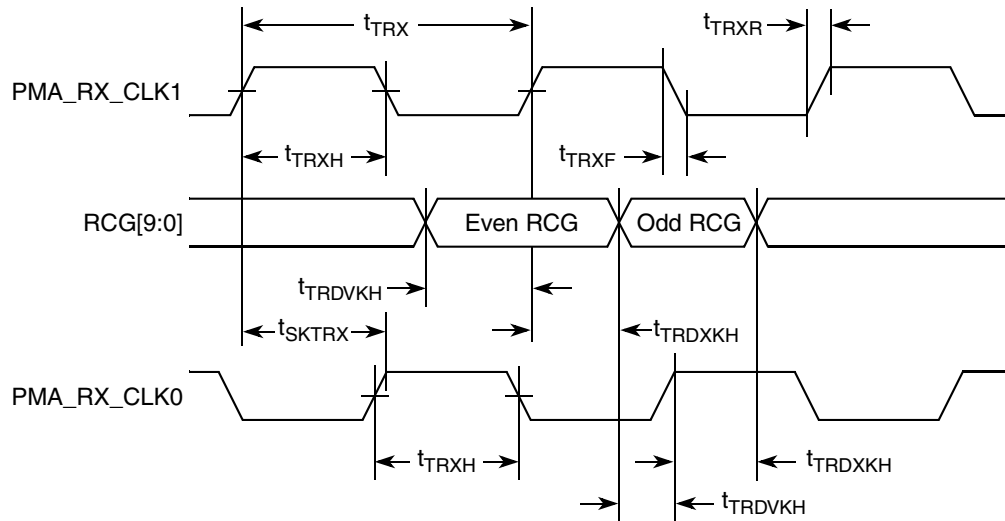 tTRX
tTRXR
PMA_RX_CLK1
tTRXH
tTRXF
RCG[9:0]
Even RCG
Odd RCG
tTRDVKH
tSKTRX
tTRDXKH
PMA_RX_CLK0
tTRXH
tTRDXKH
tTRDVKH